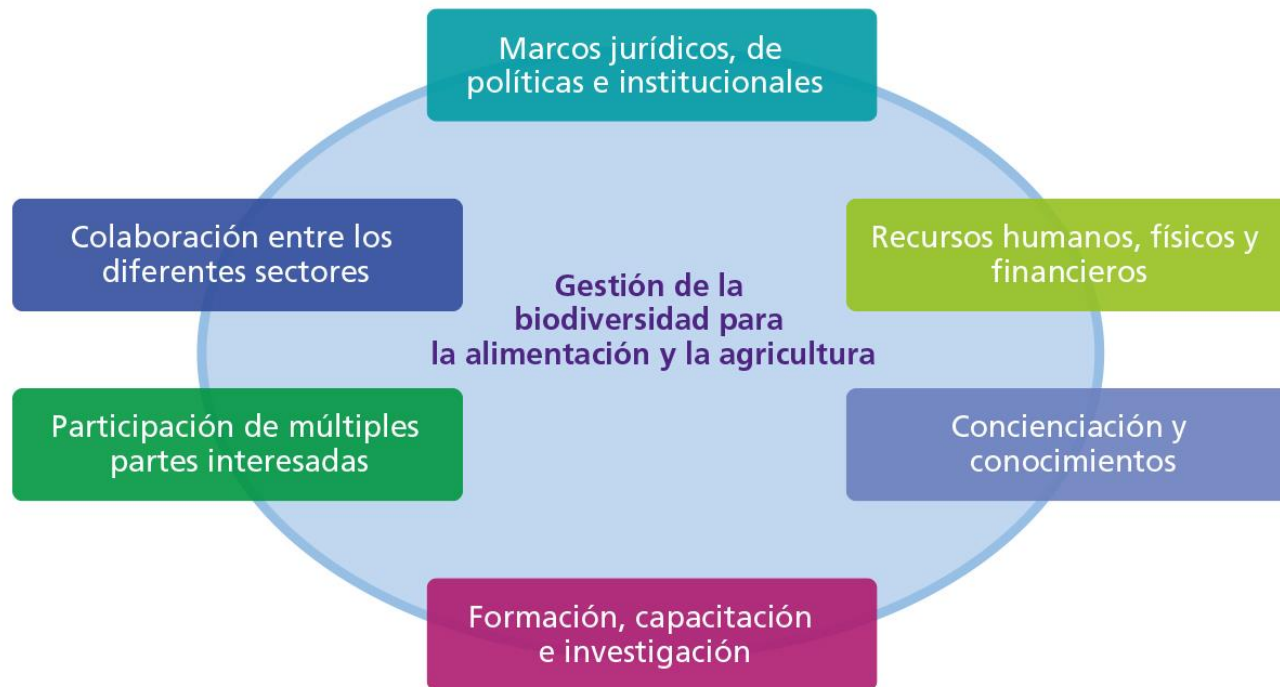 Marcos jurídicos, de
políticas e institucionales
Colaboración entre los
diferentes sectores
Recursos humanos, físicos y
financieros
Gestión de la
biodiversidad para
la alimentación y la agricultura
Participación de múltiples
partes interesadas
Concienciación y
conocimientos
Formación, capacitación
e investigación